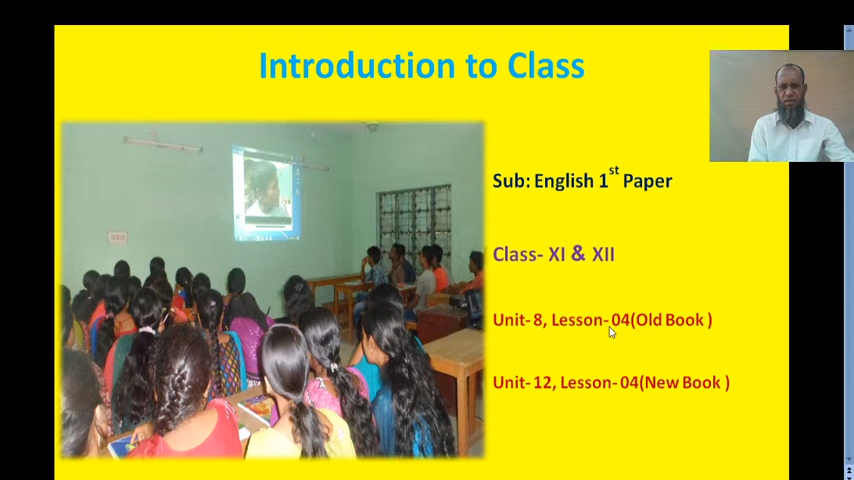 Introduction to Class
Sub: English 1st Paper
Class- XI & XII
Unit- 8, Lesson- 04(Old Book )
Unit- 12, Lesson- 04(New Book )